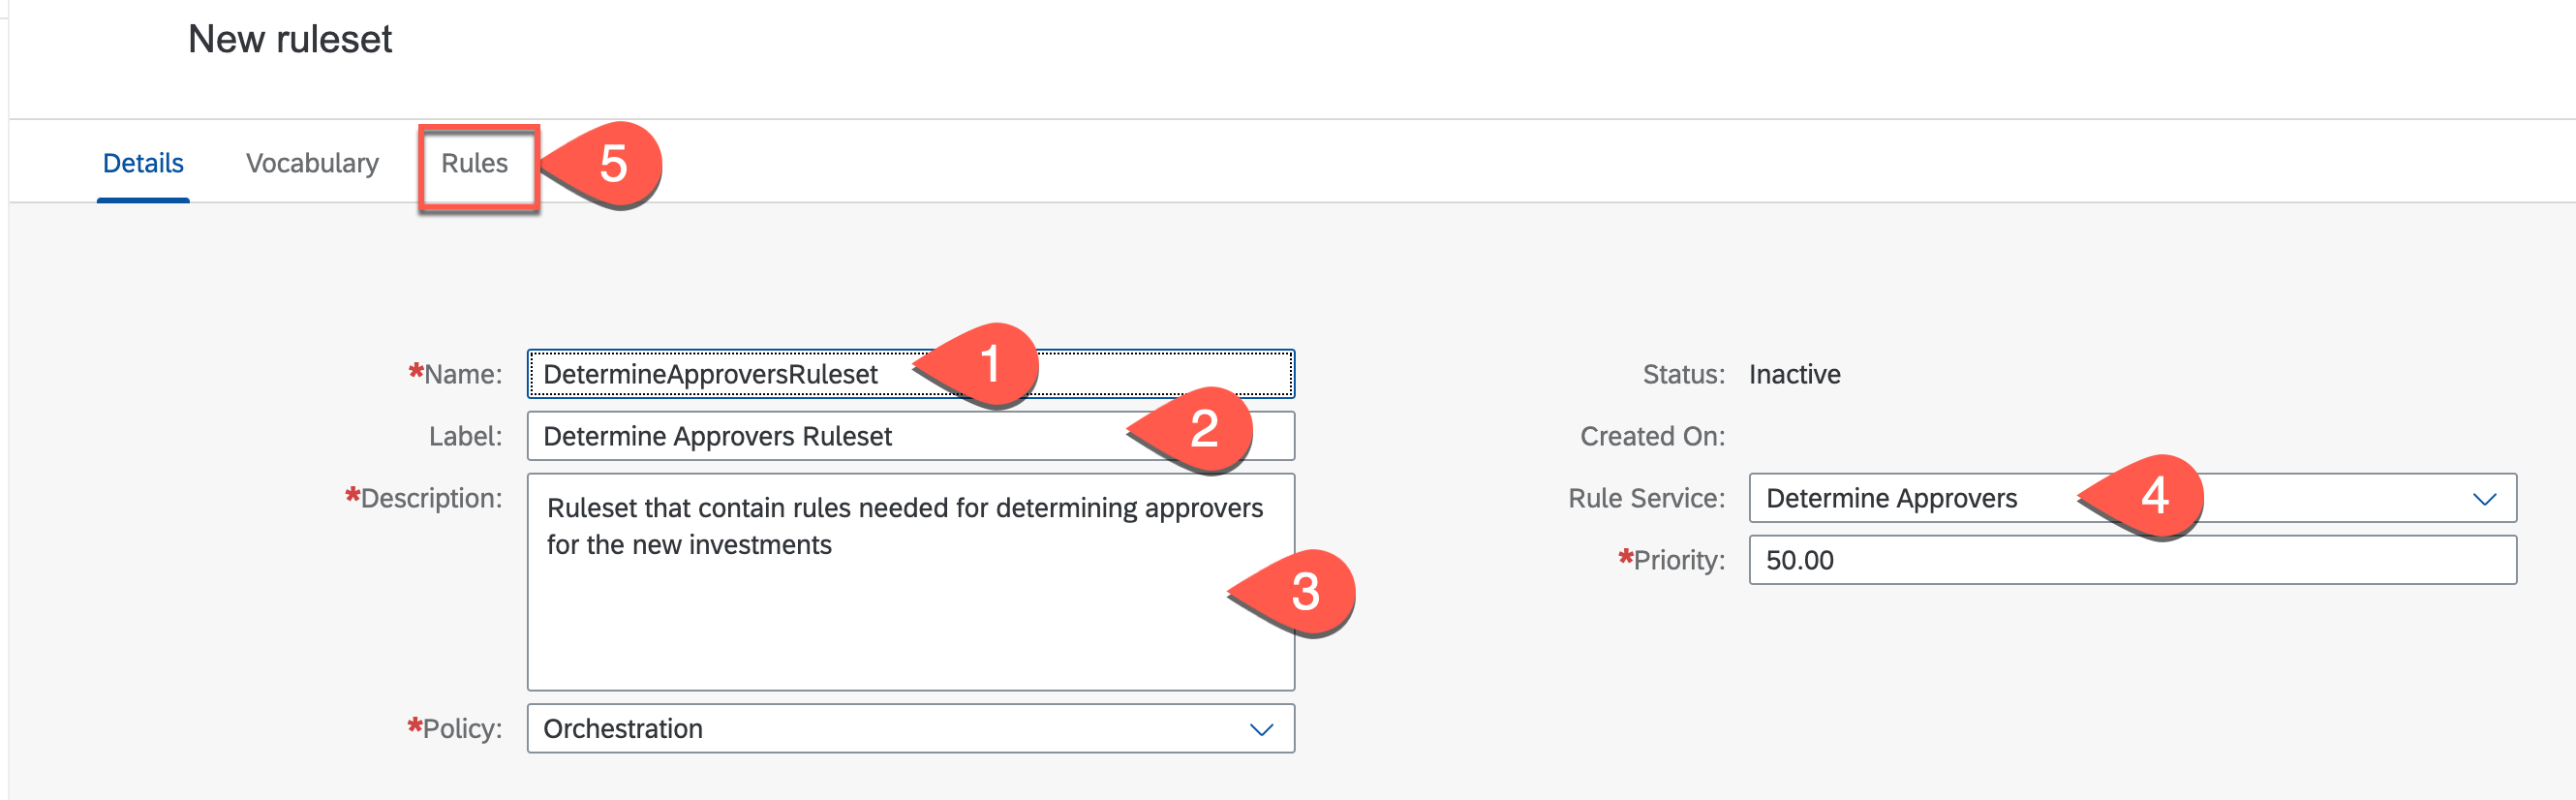 New ruleset
Details Vocabulary Rules 5
*Name: DetermineApproversRuleset 1
Label: Determine Approvers Ruleset 2
*Description: Ruleset that contain rules needed for determining approvers
for the new investments
3
*Policy: Orchestration
Status: Inactive
Created On:
Rule Service: Determine Approvers 4
*Priority: 50.00